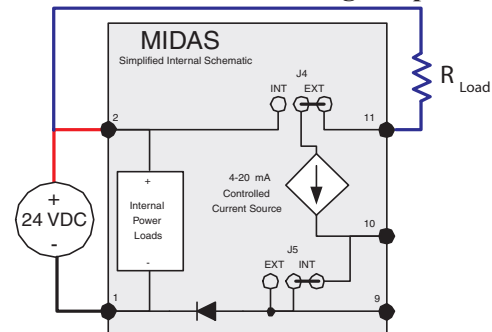 MIDAS
Simplified Internal Schematic
J4
INT EXT
R Load
2
11
+
Internal
Power
Loads
-
4-20 mA
Controlled
Current Source
+
24 VDC
-
10
J5
EXT INT
1
9